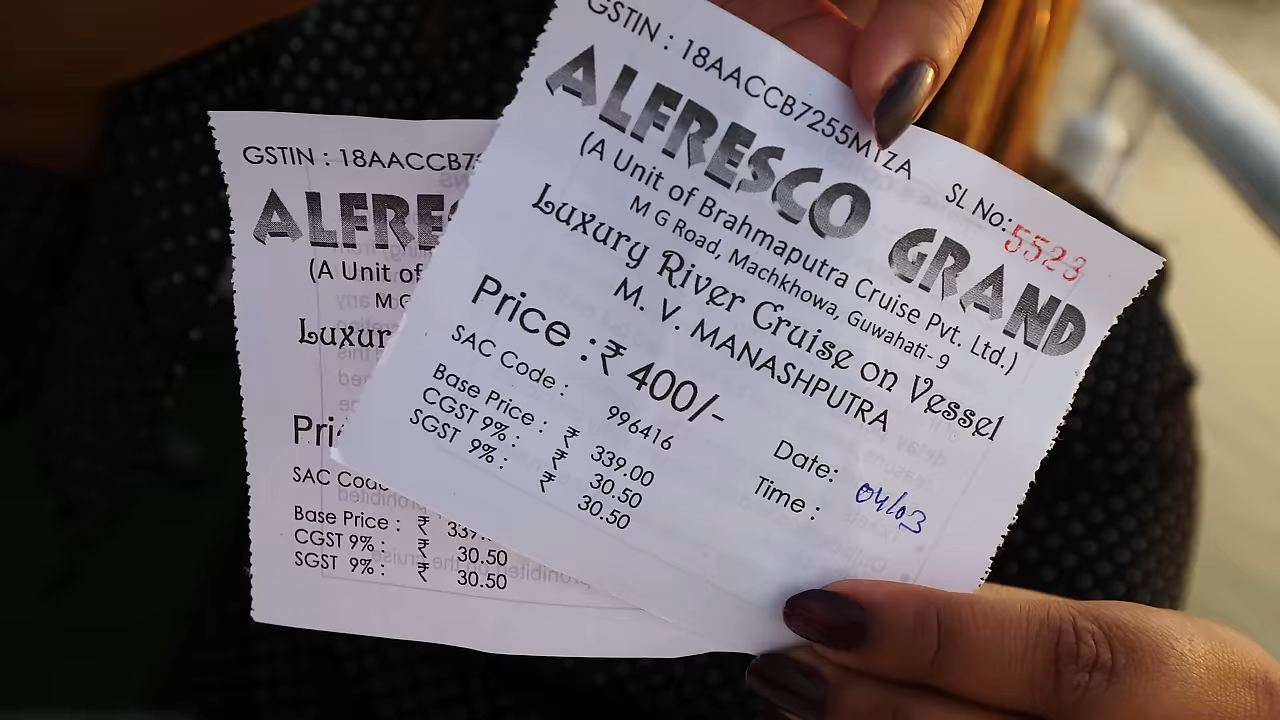 GSTIN : 18AACCB7255M1ZA SL No: 5523
ALFRESCO GRAND
(A Unit of Brahmaputra Cruise Pvt. Ltd.)
M G Road, Machkhowa, Guwahati- 9
Luxury River Cruise on Vessel
M. V. MANASHPUTRA
Price : ₹ 400/-
SAC Code : 996416
Base Price : ₹ 339.00
CGST 9% : ₹ 30.50
SGST 9% : ₹ 30.50
Date: 04/03
Time :
GSTIN : 18AACCB7
ALFRE
(A Unit of
M G
Luxur
Pri
SAC Code
Base Price : ₹ 339.
CGST 9% : ₹ 30.50
SGST 9% : ₹ 30.50